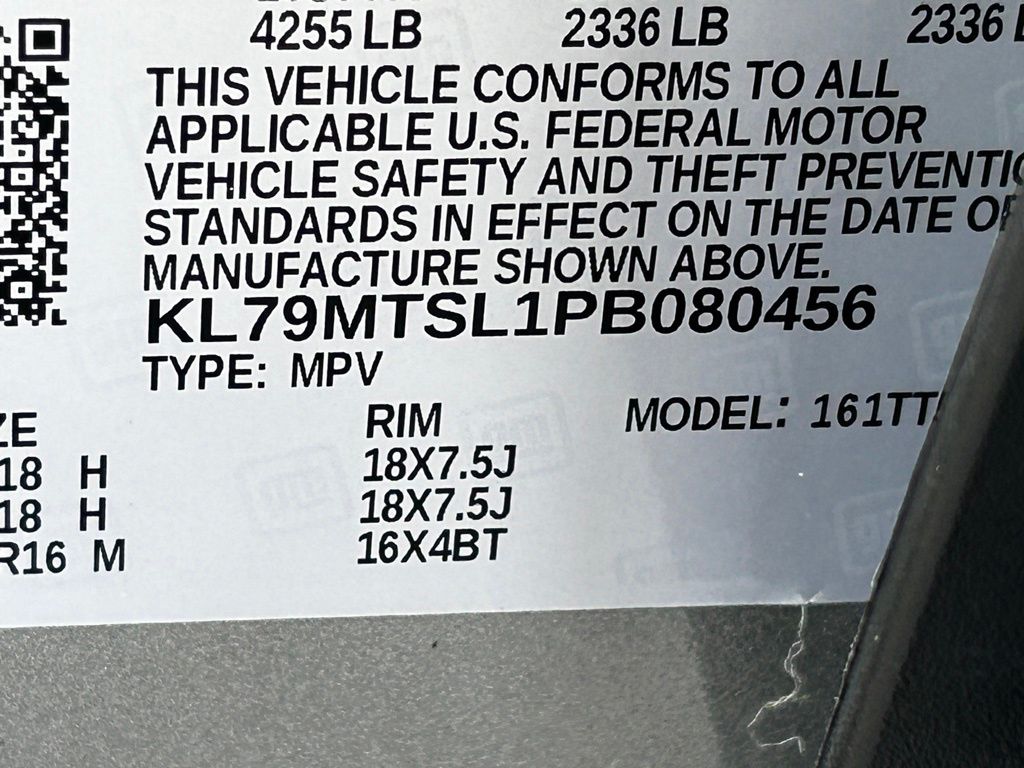 4255 LB 2336 LB 2336
THIS VEHICLE CONFORMS TO ALL
APPLICABLE U.S. FEDERAL MOTOR
VEHICLE SAFETY AND THEFT
STANDARDS IN EFFECT ON THE DATE OF
MANUFACTURE SHOWN ABOVE.
KL79MTSL1PB080456
TYPE: MPV
RIM MODEL: 161TT
18 H 18X7.5J
18 H 18X7.5J
R16 M 16X4BT